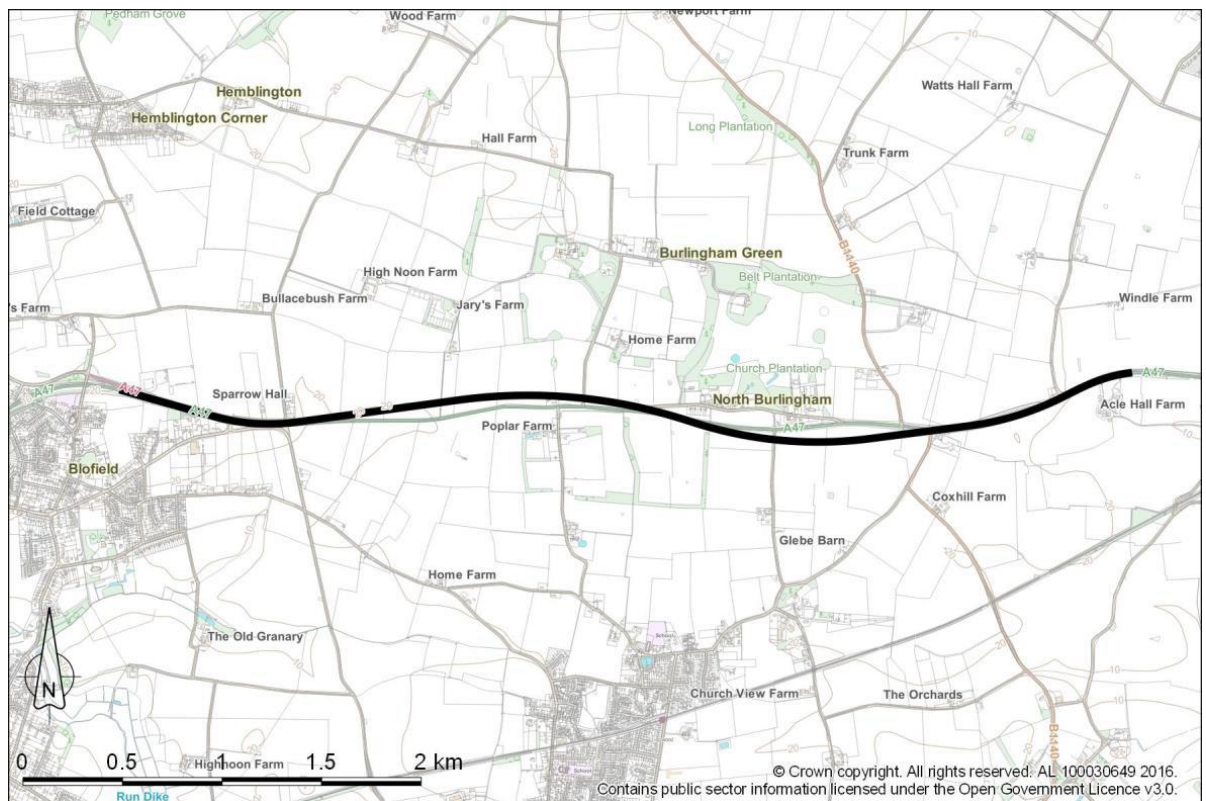 Pedham Grove
Wood Farm
Newport Farm
Watts Hall Farm
Hemblington
Hemblington Corner
Long Plantation
Hall Farm
Trunk Farm
Field Cottage
Burlingham Green
B1140
High Noon Farm
Belt Plantation
Bullacebush Farm
Jary's Farm
Windle Farm
's Farm
Home Farm
Church Plantation
A47
A47
A47
A47
Sparrow Hall
North Burlingham
Acle Hall Farm
Poplar Farm
A47
Blofield
Coxhill Farm
Glebe Barn
Home Farm
The Old Granary
School
N
Church View Farm
The Orchards
B1140
0 0.5 1 1.5 2 km
Highnoon Farm
School
Run Dike
© Crown copyright. All rights reserved. AL 100030649 2016.
Contains public sector information licensed under the Open Government Licence v3.0.